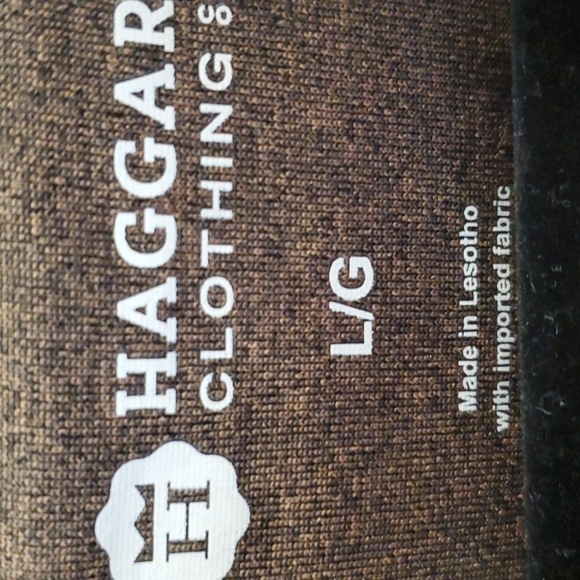 H
HAGGAR
CLOTHING CO
L/G
Made in Lesotho
with imported fabric